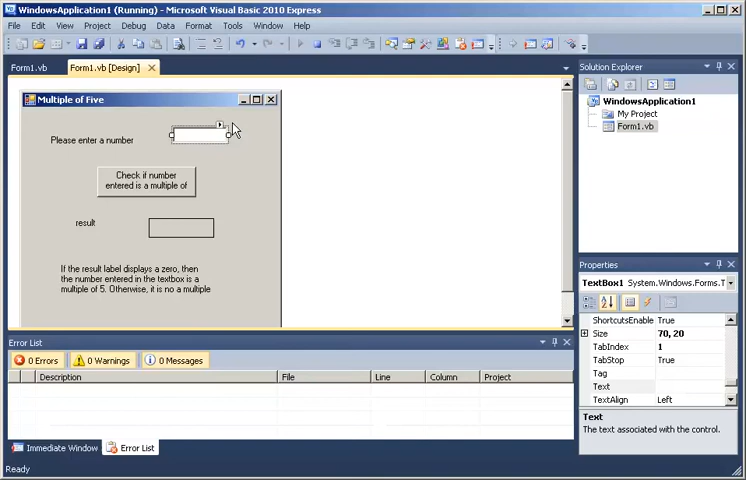 WindowsApplication1 (Running) - Microsoft Visual Basic 2010 Express
File Edit View Project Debug Data Format Tools Window Help
Form1.vb Form1.vb [Design]
Multiple of Five
Please enter a number
Check if number
entered is a multiple of
result
If the result label displays a zero, then
the number entered in the textbox is a
multiple of 5. Otherwise, it is no a multiple
Solution Explorer
WindowsApplication1
My Project
Form1.vb
Properties
TextBox1 System.Windows.Forms.T
ShortcutsEnable True
Size 70, 20
TabIndex 1
TabStop True
Tag
Text
TextAlign Left
Text
The text associated with the control.
Error List
0 Errors 0 Warnings 0 Messages
Description File Line Column Project
Immediate Window Error List
Ready